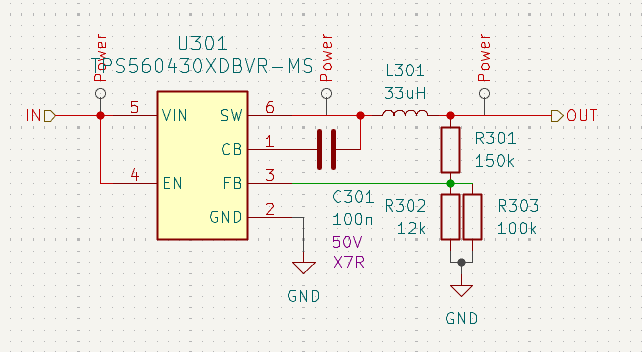 Power
U301
TPS560430XDBVR-MS
Power
L301
33uH
Power
IN
5
VIN
SW
6
OUT
CB
1
R301
150k
4
EN
FB
3
GND
2
C301
100n
50V
X7R
R302
12k
R303
100k
GND
GND